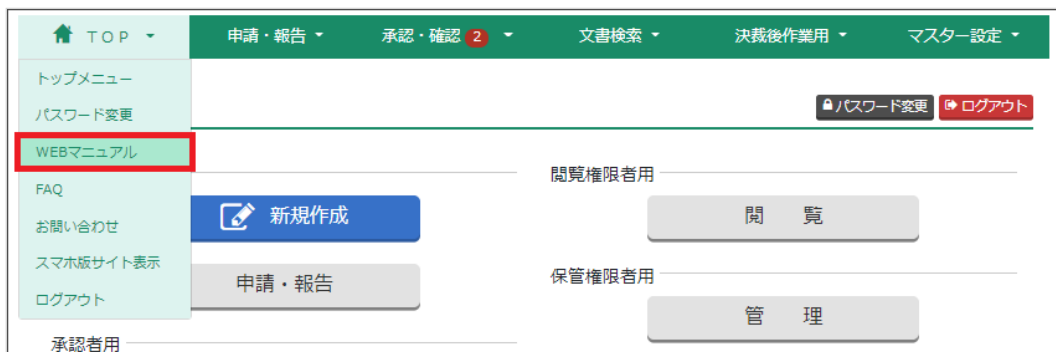 TOP 申請・報告 承認・確認 2 文書検索 決裁後作業用 マスター設定
トップメニュー
パスワード変更
WEBマニュアル
FAQ
お問い合わせ
スマホ版サイト表示
ログアウト
パスワード変更 ログアウト
新規作成
申請・報告
承認者用
閲覧権限者用
閲 覧
保管権限者用
管 理